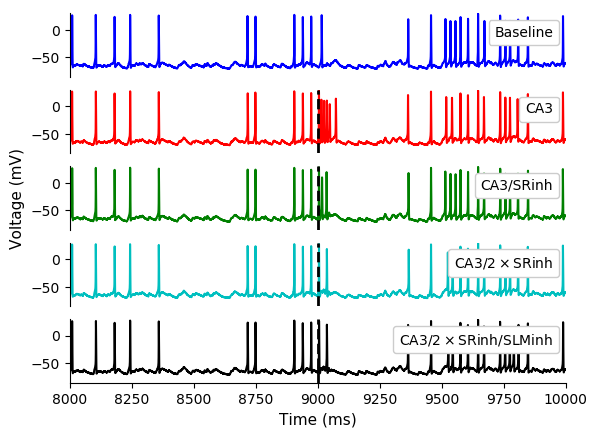 0
−50
Baseline
0
−50
CA3
0
−50
CA3/SRinh
0
−50
CA3/2 × SRinh
0
−50
CA3/2 × SRinh/SLMinh
8000 8250 8500 8750 9000 9250 9500 9750 10000
Time (ms)
Voltage (mV)